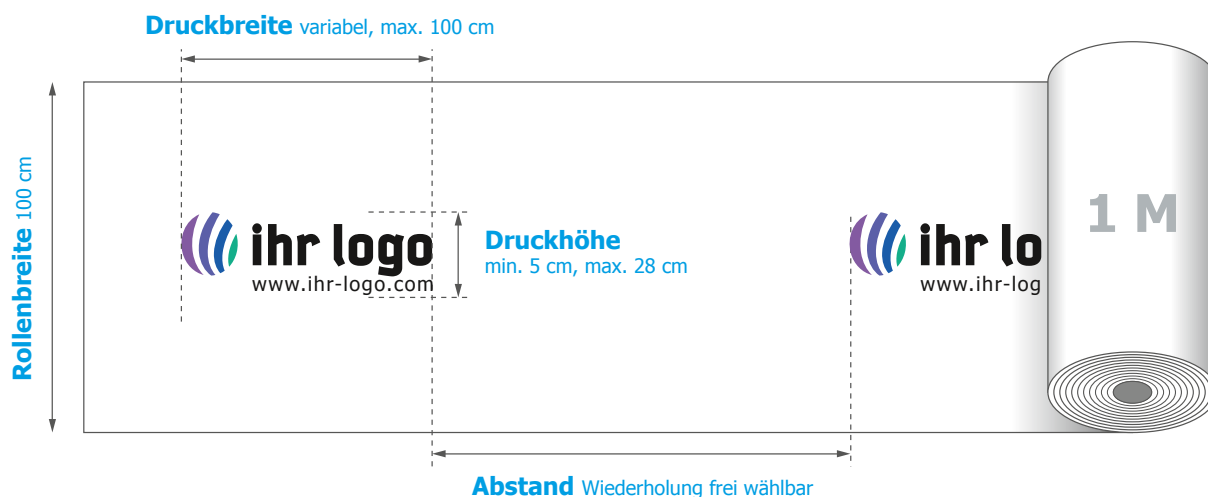 Druckbreite variabel, max. 100 cm
Rollenbreite 100 cm
ihr logo
www.ihr-logo.com
Druckhöhe
min. 5 cm, max. 28 cm
ihr lo
www.ihr-log
1 M
Abstand Wiederholung frei wählbar